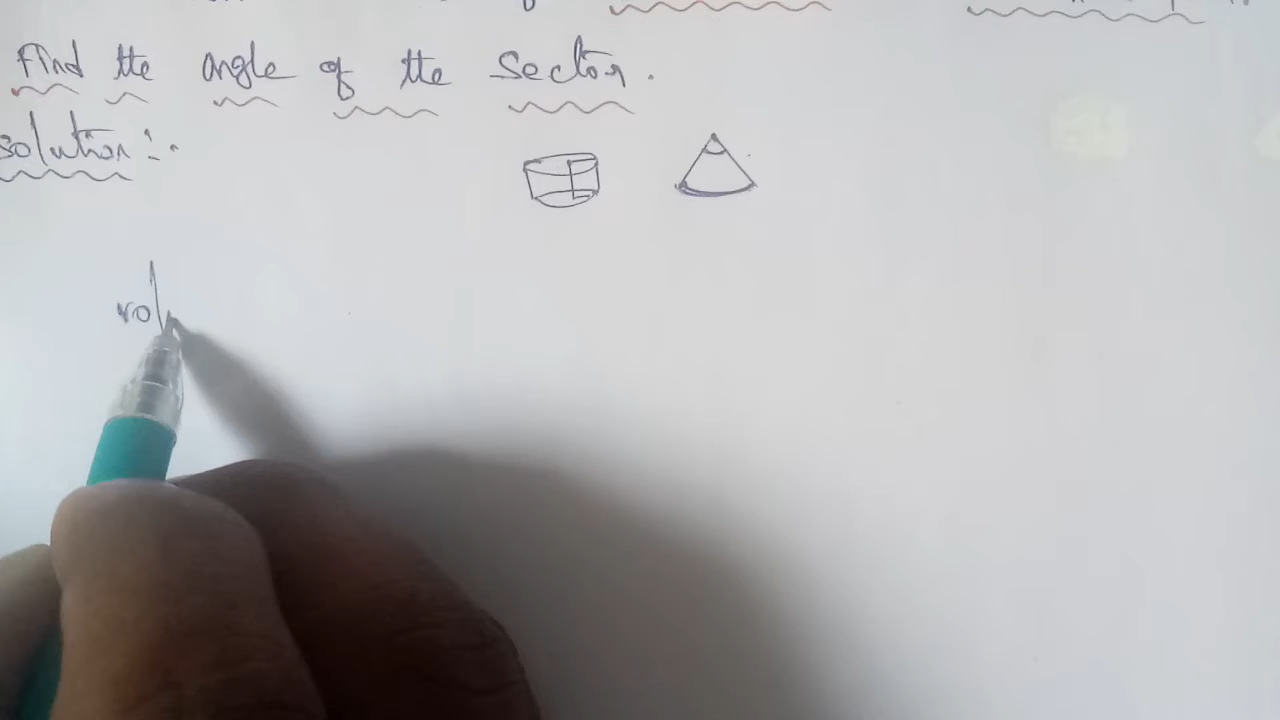 Find the angle of the sector.
solution:-
vol